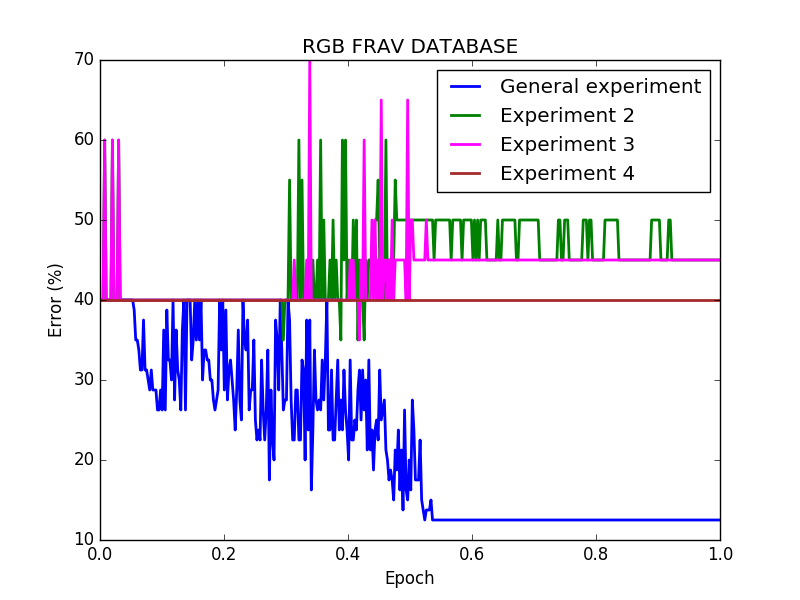 RGB FRAV DATABASE
General experiment
Experiment 2
Experiment 3
Experiment 4
Error (%)
70
60
50
40
30
20
10
0.0 0.2 0.4 0.6 0.8 1.0
Epoch